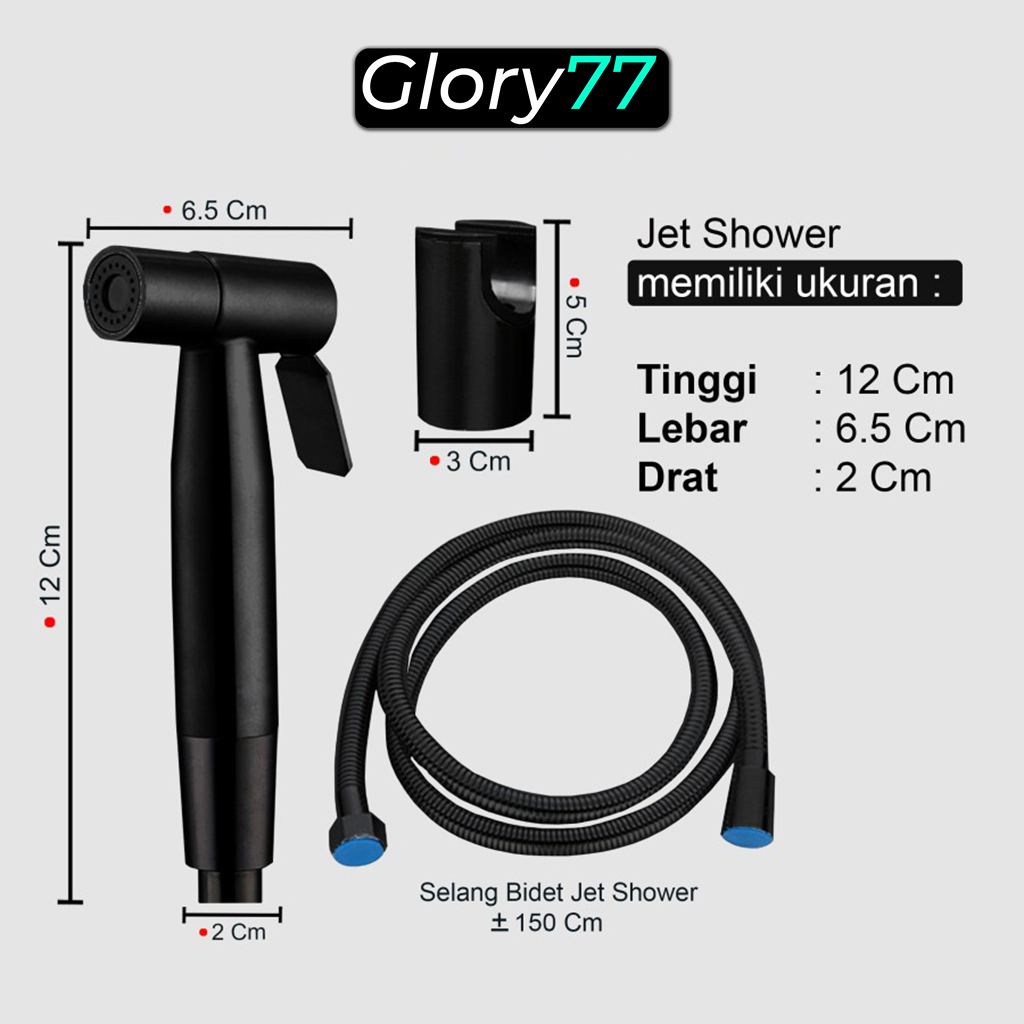 Glory77
• 6.5 Cm
Jet Shower
memiliki ukuran :
• 5 Cm
Tinggi : 12 Cm
Lebar : 6.5 Cm
Drat : 2 Cm
• 3 Cm
• 12 Cm
Selang Bidet Jet Shower
± 150 Cm
• 2 Cm